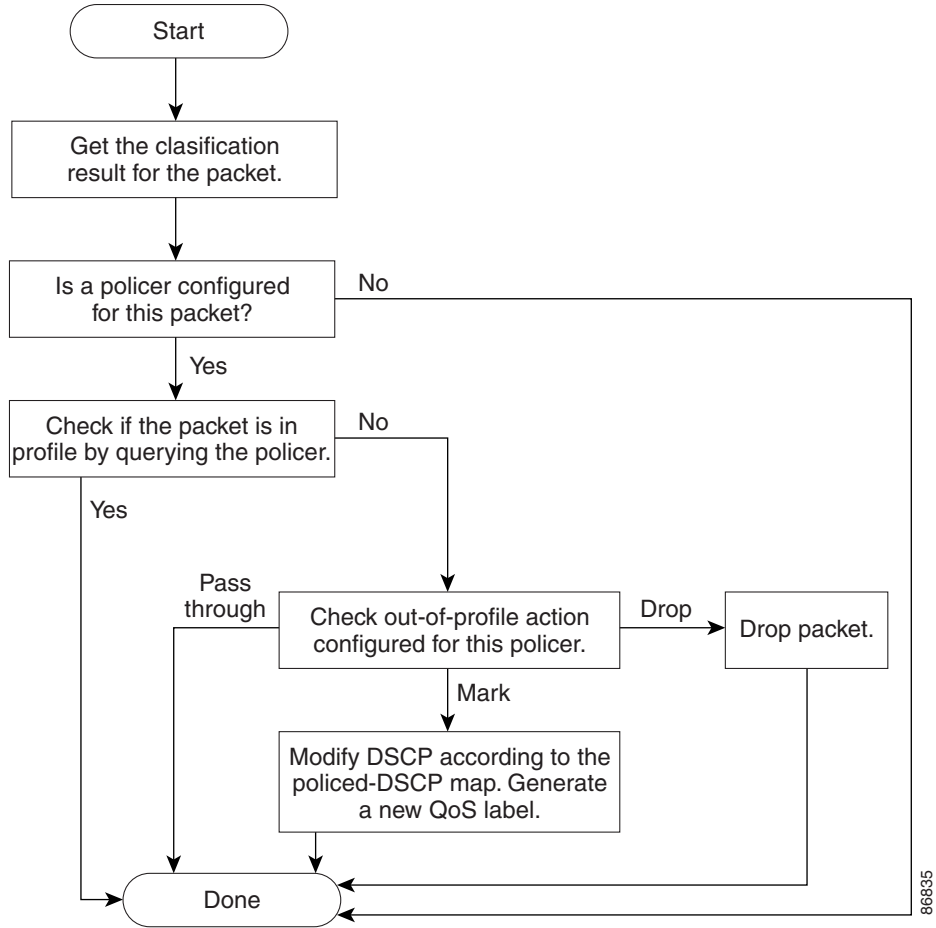 Start
Get the clasification
result for the packet.
Is a policer configured
for this packet?
No
Yes
Check if the packet is in
profile by querying the policer.
No
Yes
Pass
through
Check out-of-profile action
configured for this policer.
Drop
Drop packet.
Mark
Modify DSCP according to the
policed-DSCP map. Generate
a new QoS label.
Done
86835